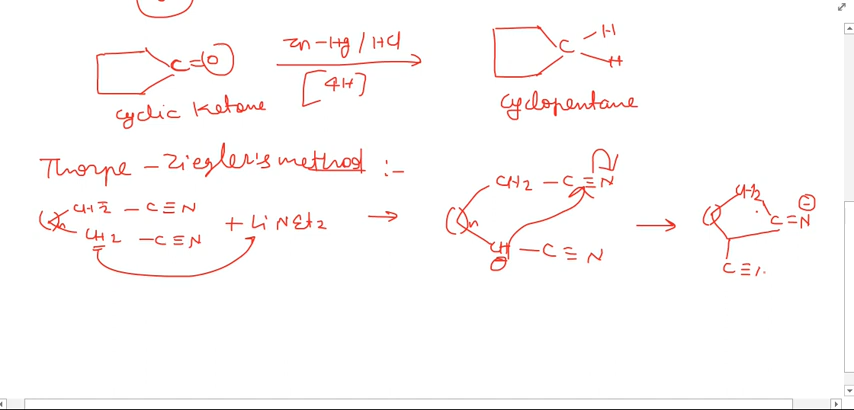 C=O
Zn-Hg/HCl
[4H]
C
H
H
cyclic Ketone
cyclopentane
Thorpe-Ziegler's method :-
( )n
CH2 - C≡N
CH2 - C≡N
+ LiNEt2
( )n
CH2 - C≡N
CH - C≡N
⊖
CH2
C=N
⊖
C≡